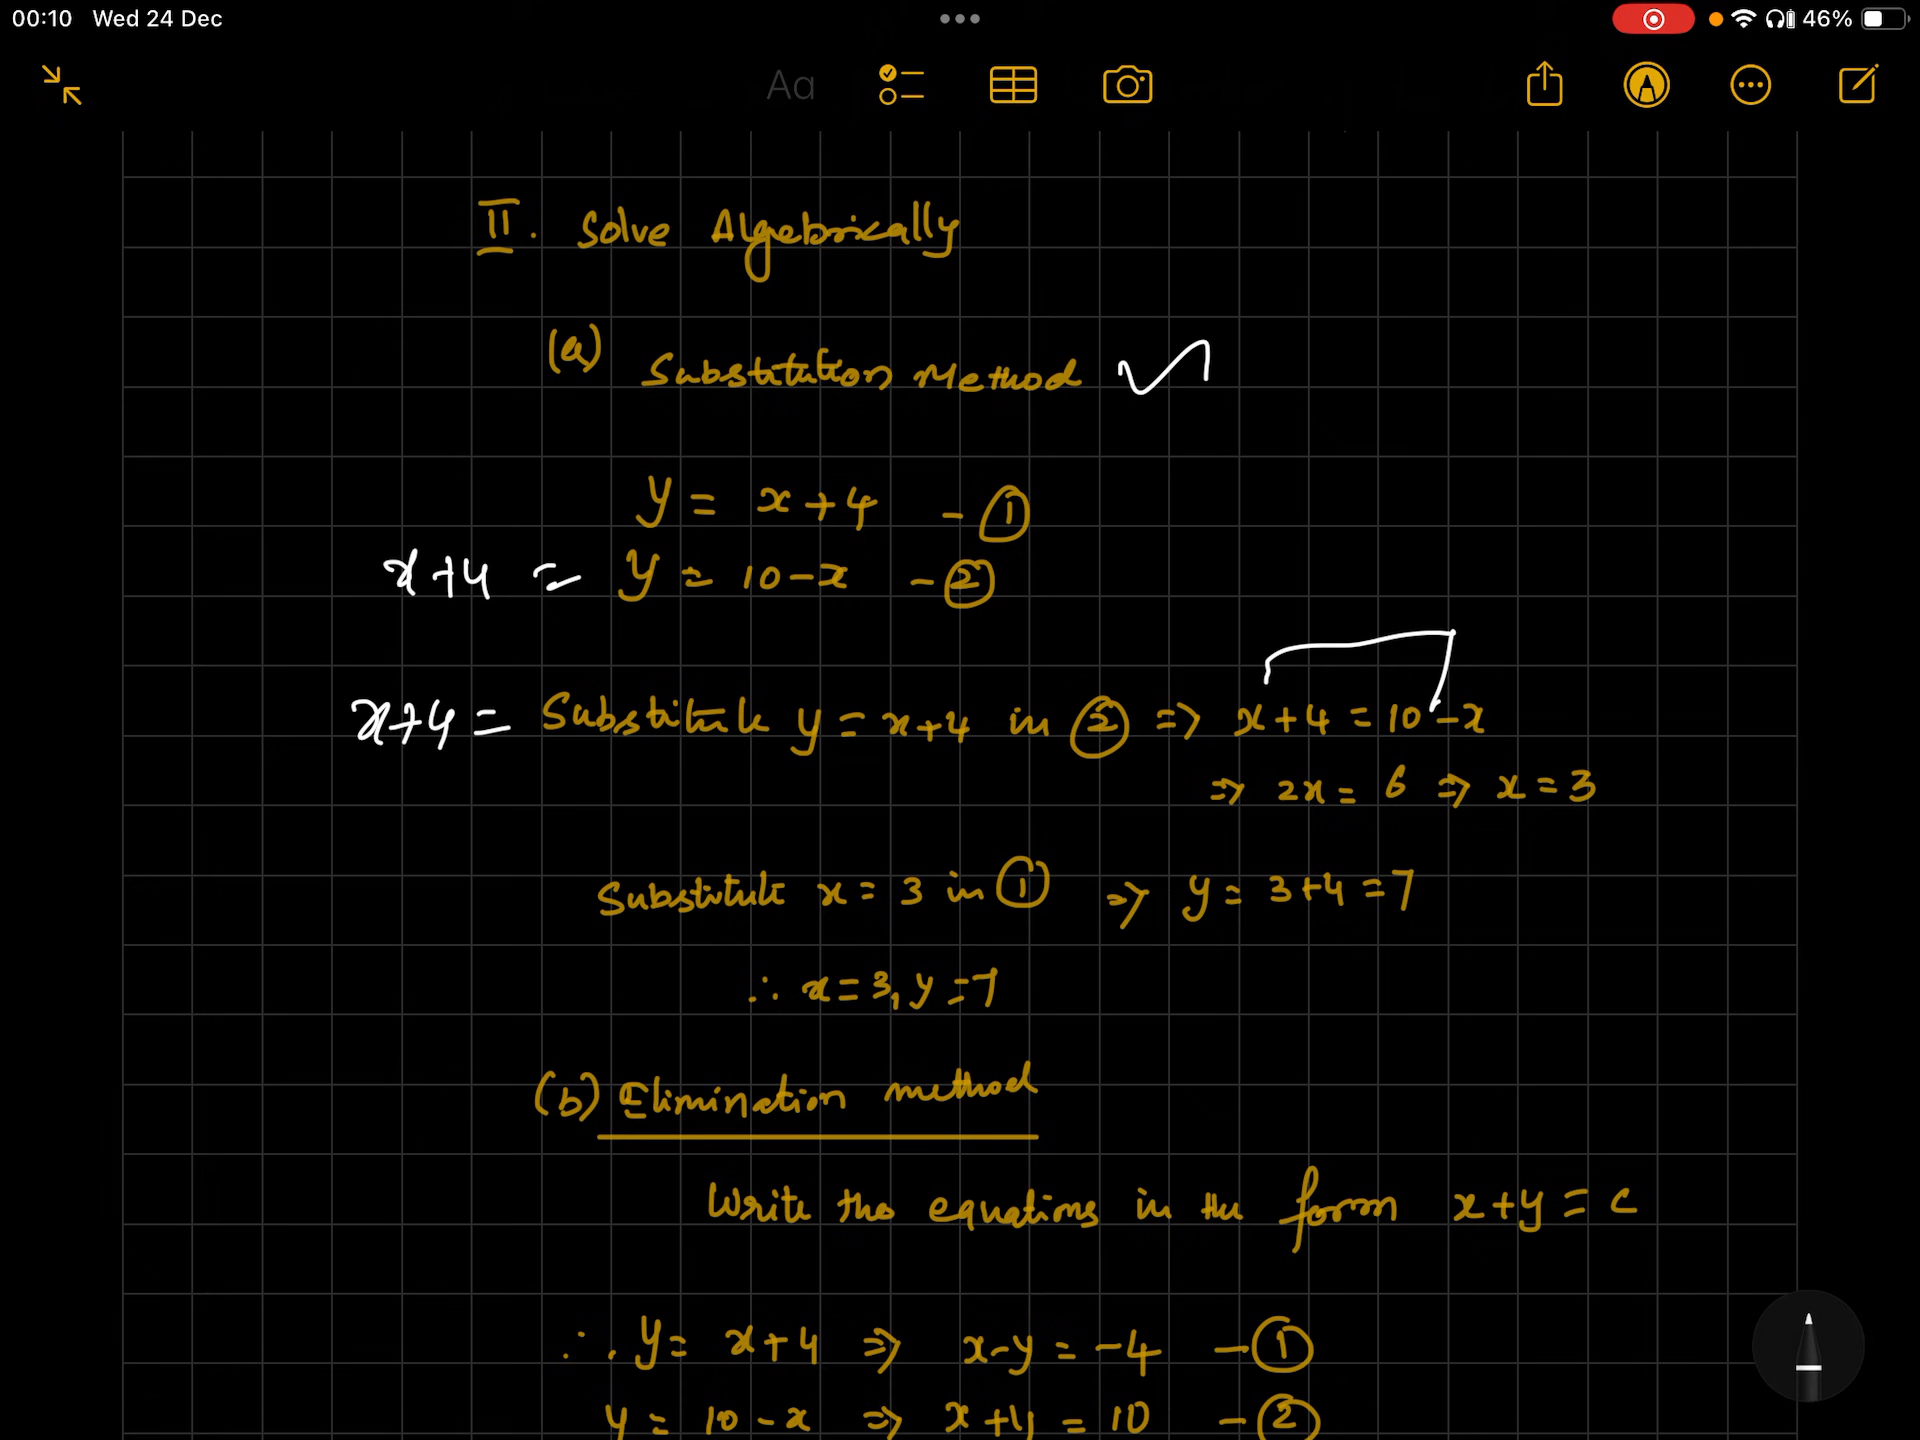 00:10 Wed 24 Dec
46%
Aa
II. Solve Algebrically
(a) Substitution Method
y = x+4 - ①
x+4 = y = 10-x - ②
x+4 = Substitute y = x+4 in ② => x+4 = 10-x
=> 2x = 6 => x = 3
Substitute x = 3 in ① => y = 3+4 = 7
∴ x = 3, y = 7
(b) Elimination method
Write the equations in the form x+y = c
∴ y = x+4 => x-y = -4 - ①
y = 10-x => x+y = 10 - ②